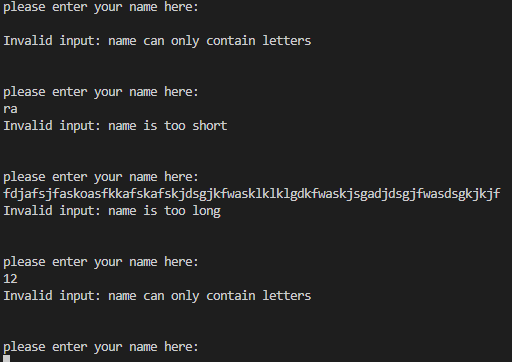 please enter your name here:
Invalid input: name can only contain letters
please enter your name here:
ra
Invalid input: name is too short
please enter your name here:
fdjafsjfaskoasfkkafskafskjdsgjkfwasklklklgdkfwaskjsgadjdsgjfwasdsgkjkjf
Invalid input: name is too long
please enter your name here:
12
Invalid input: name can only contain letters
please enter your name here: